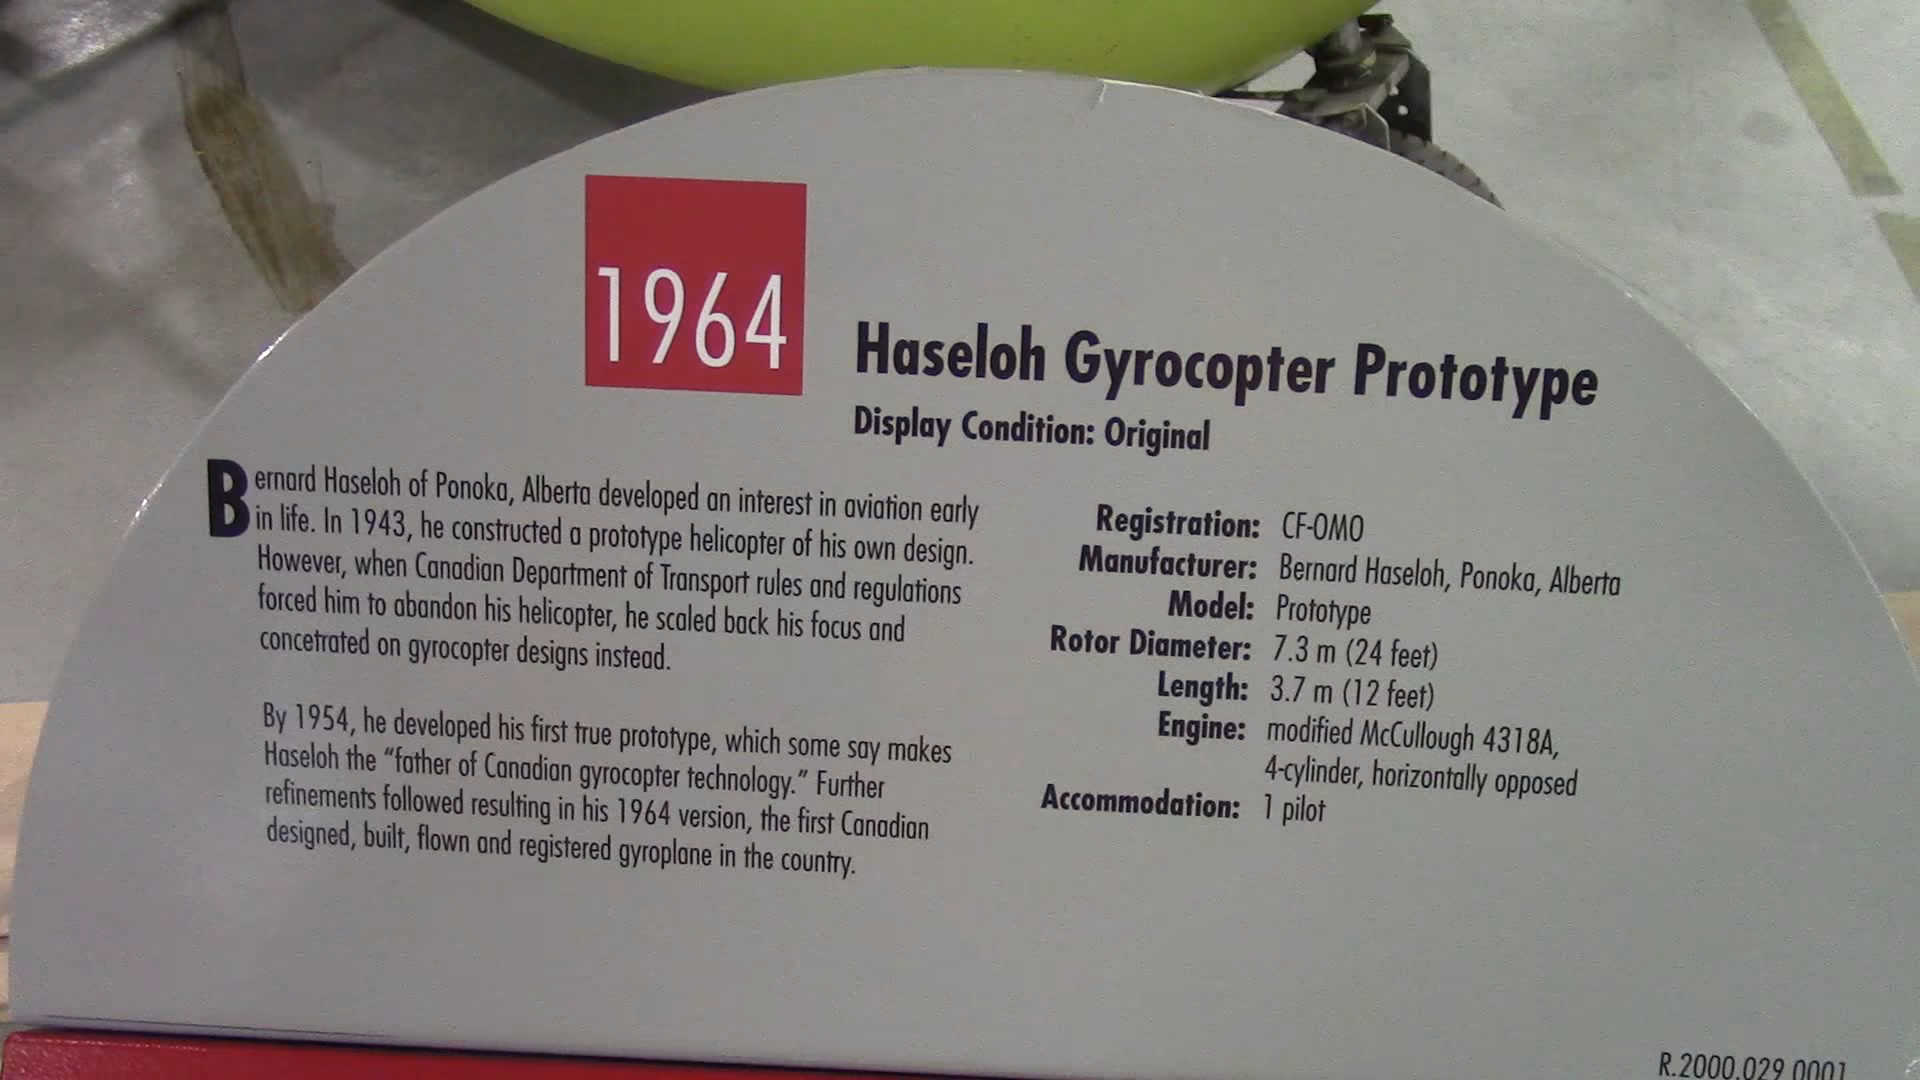 1964
Haseloh Gyrocopter Prototype
Display Condition: Original
Bernard Haseloh of Ponoka, Alberta developed an interest in aviation early
in life. In 1943, he constructed a prototype helicopter of his own design.
However, when Canadian Department of Transport rules and regulations
forced him to abandon his helicopter, he scaled back his focus and
concetrated on gyrocopter designs instead.
By 1954, he developed his first true prototype, which some say makes
Haseloh the “father of Canadian gyrocopter technology.” Further
refinements followed resulting in his 1964 version, the first Canadian
designed, built, flown and registered gyroplane in the country.
Registration: CF-OMO
Manufacturer: Bernard Haseloh, Ponoka, Alberta
Model: Prototype
Rotor Diameter: 7.3 m (24 feet)
Length: 3.7 m (12 feet)
Engine: modified McCullough 4318A,
4-cylinder, horizontally opposed
Accommodation: 1 pilot
R.2000.029.0001